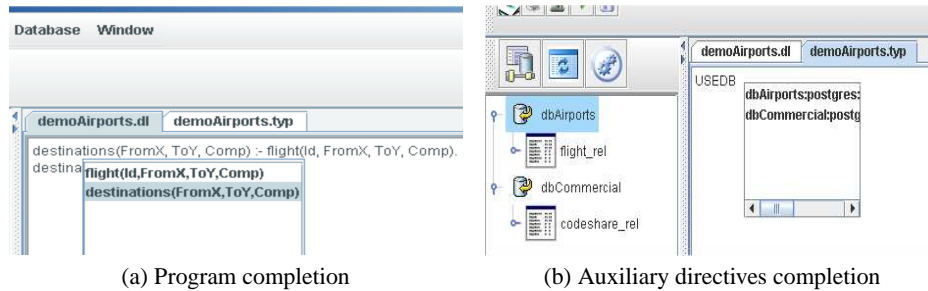 Database Window
demoAirports.dl demoAirports.typ
destinations(FromX, ToY, Comp) :- flight(Id, FromX, ToY, Comp).
destina
flight(Id,FromX,ToY,Comp)
destinations(FromX,ToY,Comp)
(a) Program completion
demoAirports.dl demoAirports.typ
USEDB
dbAirports:postgres:
dbCommercial:postg
dbAirports
flight_rel
dbCommercial
codeshare_rel
(b) Auxiliary directives completion